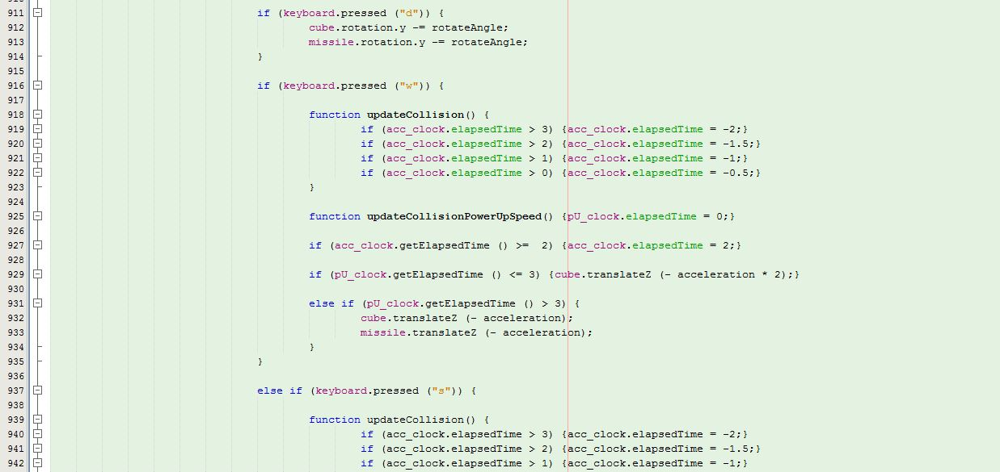 911 if (keyboard.pressed ("d")) {
912 cube.rotation.y -= rotateAngle;
913 missile.rotation.y -= rotateAngle;
914 }
915
916 if (keyboard.pressed ("w")) {
917
918 function updateCollision() {
919 if (acc_clock.elapsedTime > 3) {acc_clock.elapsedTime = -2;}
920 if (acc_clock.elapsedTime > 2) {acc_clock.elapsedTime = -1.5;}
921 if (acc_clock.elapsedTime > 1) {acc_clock.elapsedTime = -1;}
922 if (acc_clock.elapsedTime > 0) {acc_clock.elapsedTime = -0.5;}
923 }
924
925 function updateCollisionPowerUpSpeed() {pU_clock.elapsedTime = 0;}
926
927 if (acc_clock.getElapsedTime () >=  2) {acc_clock.elapsedTime = 2;}
928
929 if (pU_clock.getElapsedTime () <= 3) {cube.translateZ (- acceleration * 2);}
930
931 else if (pU_clock.getElapsedTime () > 3) {
932 cube.translateZ (- acceleration);
933 missile.translateZ (- acceleration);
934 }
935 }
936
937 else if (keyboard.pressed ("s")) {
938
939 function updateCollision() {
940 if (acc_clock.elapsedTime > 3) {acc_clock.elapsedTime = -2;}
941 if (acc_clock.elapsedTime > 2) {acc_clock.elapsedTime = -1.5;}
942 if (acc_clock.elapsedTime > 1) {acc_clock.elapsedTime = -1;}